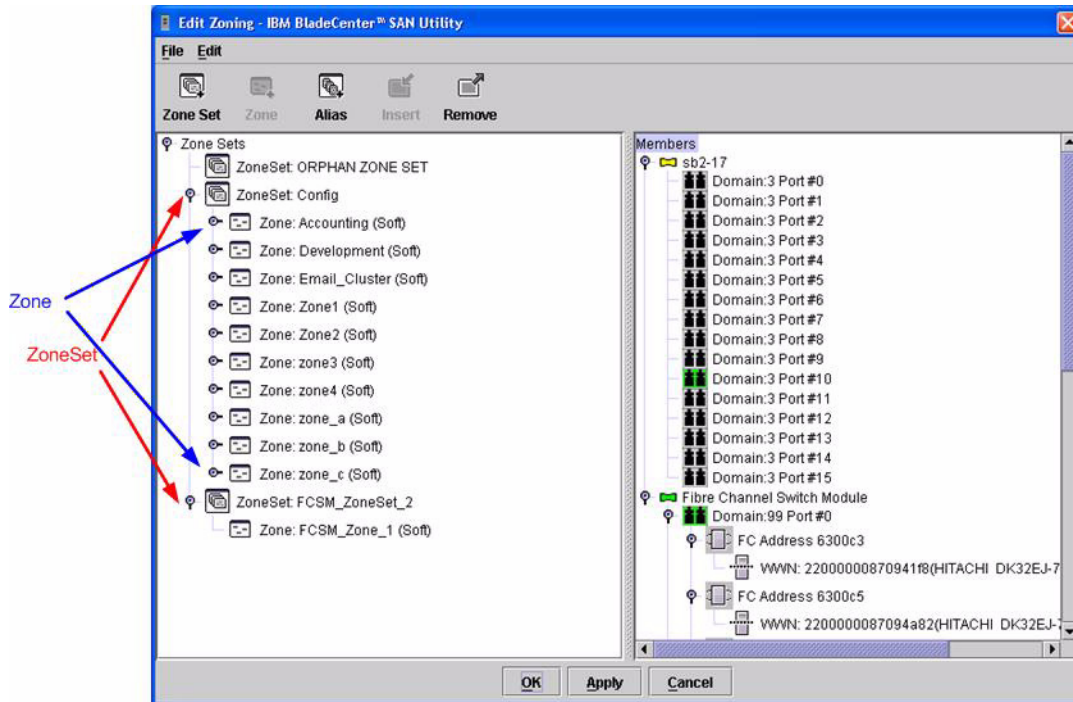 Edit Zoning - IBM BladeCenter™ SAN Utility
File Edit
Zone Set Zone Alias Insert Remove
Zone Sets
ZoneSet: ORPHAN ZONE SET
ZoneSet: Config
Zone: Accounting (Soft)
Zone: Development (Soft)
Zone: Email_Cluster (Soft)
Zone: Zone1 (Soft)
Zone: Zone2 (Soft)
Zone: zone3 (Soft)
Zone: zone4 (Soft)
Zone: zone_a (Soft)
Zone: zone_b (Soft)
Zone: zone_c (Soft)
ZoneSet: FCSM_ZoneSet_2
Zone: FCSM_Zone_1 (Soft)
Zone
ZoneSet
Members
sb2-17
Domain:3 Port#0
Domain:3 Port#1
Domain:3 Port#2
Domain:3 Port#3
Domain:3 Port#4
Domain:3 Port#5
Domain:3 Port#6
Domain:3 Port#7
Domain:3 Port#8
Domain:3 Port#9
Domain:3 Port#10
Domain:3 Port#11
Domain:3 Port#12
Domain:3 Port#13
Domain:3 Port#14
Domain:3 Port#15
Fibre Channel Switch Module
Domain:99 Port#0
FC Address 6300c3
WWN: 22000000870941f8(HITACHI DK32EJ-7
FC Address 6300c5
WWN: 2200000087094a82(HITACHI DK32EJ-
OK Apply Cancel